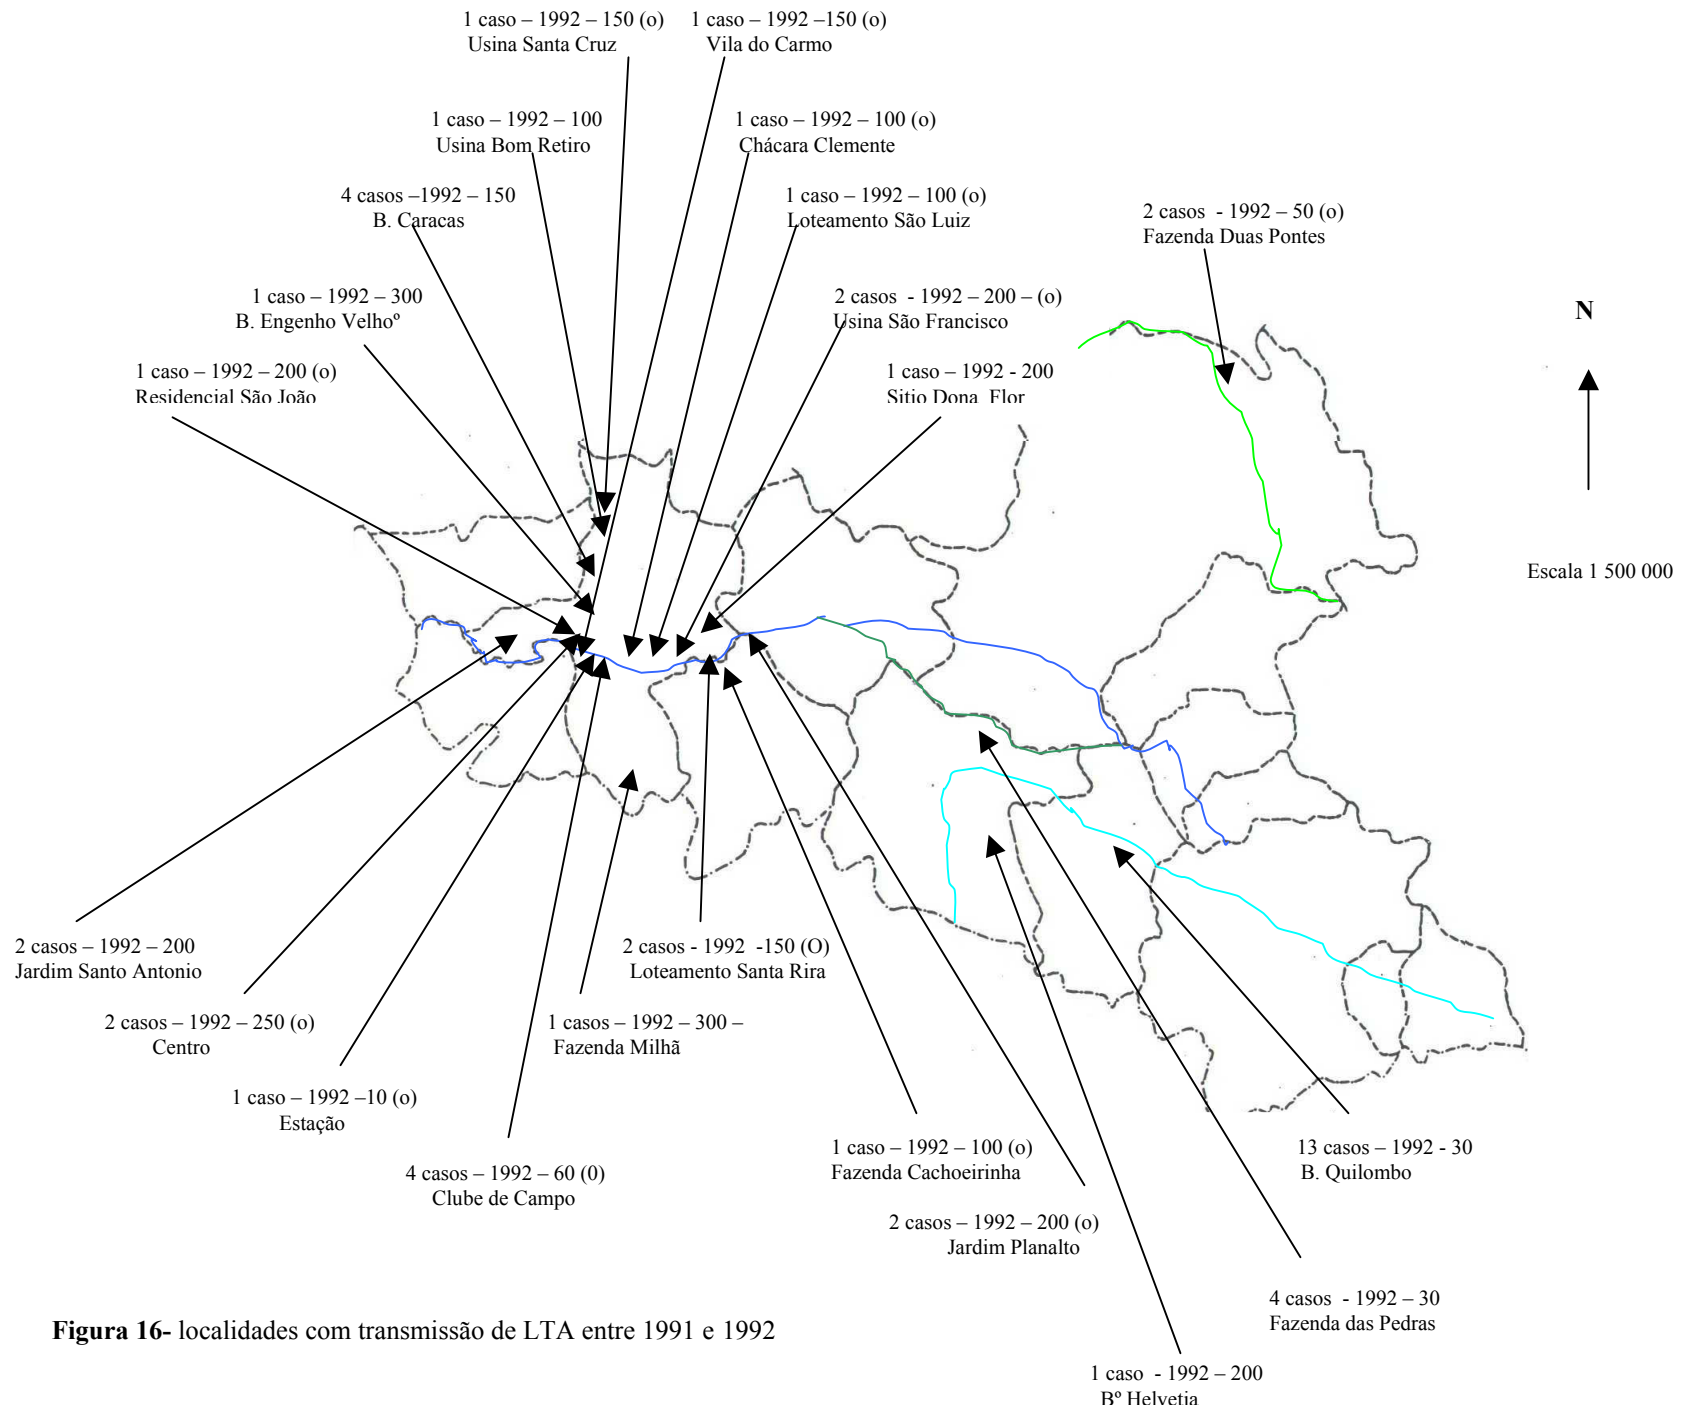 1 caso – 1992 – 150 (o)
Usina Santa Cruz
1 caso – 1992 –150 (o)
Vila do Carmo
1 caso – 1992 – 100
Usina Bom Retiro
1 caso – 1992 – 100 (o)
Chácara Clemente
4 casos –1992 – 150
B. Caracas
1 caso – 1992 – 100 (o)
Loteamento São Luiz
2 casos - 1992 – 50 (o)
Fazenda Duas Pontes
1 caso – 1992 – 300
B. Engenho Velhoº
2 casos - 1992 – 200 – (o)
Usina São Francisco
N
1 caso – 1992 – 200 (o)
Residencial São João
1 caso – 1992 - 200
Sitio Dona Flor
Escala 1 500 000
2 casos – 1992 – 200
Jardim Santo Antonio
2 casos - 1992 -150 (O)
Loteamento Santa Rira
2 casos – 1992 – 250 (o)
Centro
1 casos – 1992 – 300 –
Fazenda Milhã
1 caso – 1992 –10 (o)
Estação
4 casos – 1992 – 60 (0)
Clube de Campo
1 caso – 1992 – 100 (o)
Fazenda Cachoeirinha
13 casos – 1992 - 30
B. Quilombo
2 casos – 1992 – 200 (o)
Jardim Planalto
4 casos - 1992 – 30
Fazenda das Pedras
Figura 16- localidades com transmissão de LTA entre 1991 e 1992
1 caso - 1992 – 200
Bº Helvetia